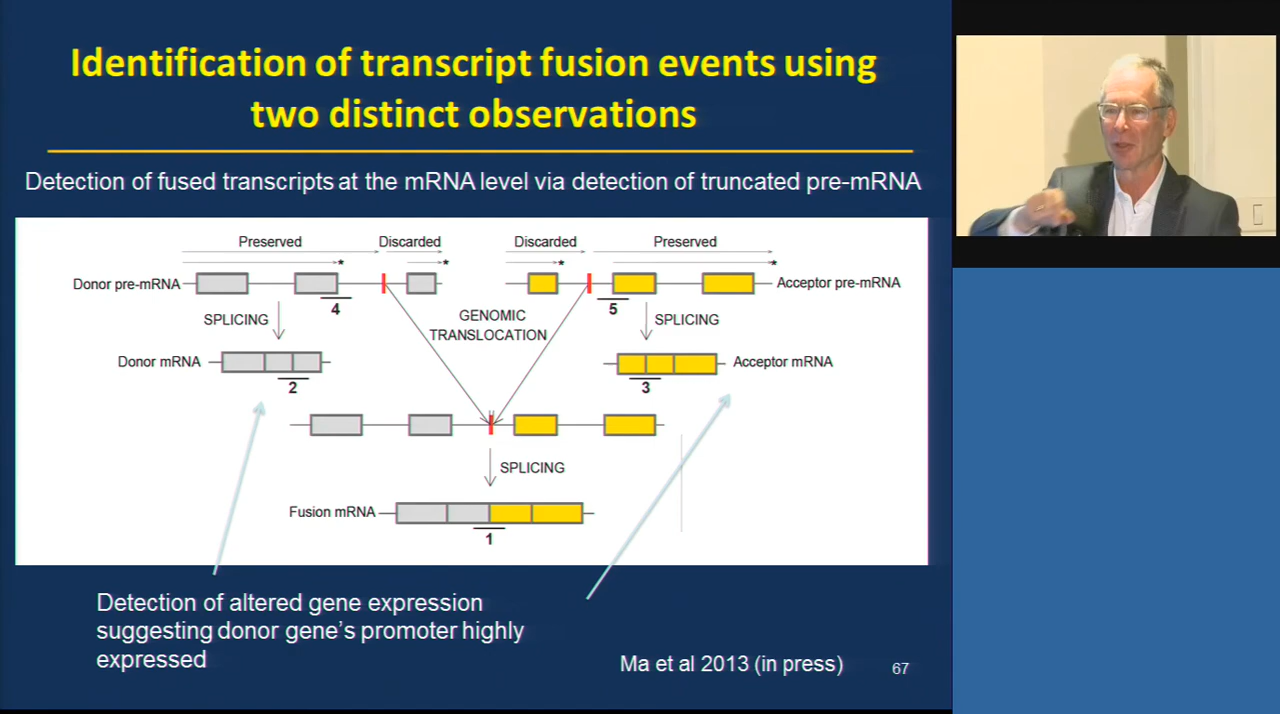 Identification of transcript fusion events using
two distinct observations
Detection of fused transcripts at the mRNA level via detection of truncated pre-mRNA
Preserved
Discarded
Discarded
Preserved
*
*
*
*
Donor pre-mRNA
Acceptor pre-mRNA
4
5
SPLICING
GENOMIC
TRANSLOCATION
SPLICING
Donor mRNA
Acceptor mRNA
2
3
SPLICING
Fusion mRNA
1
Detection of altered gene expression
suggesting donor gene's promoter highly
expressed
Ma et al 2013 (in press)
67